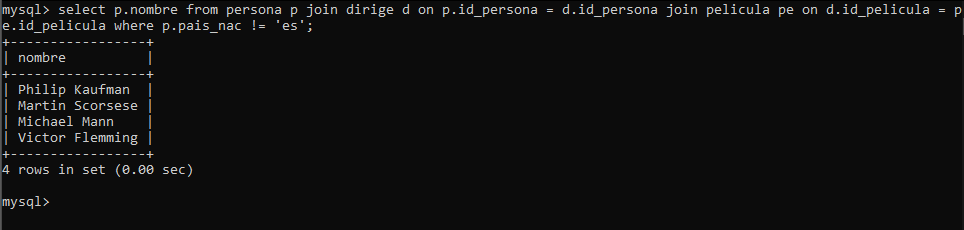 mysql> select p.nombre from persona p join dirige d on p.id_persona = d.id_persona join pelicula pe on d.id_pelicula = p
e.id_pelicula where p.pais_nac != 'es';
+-----------------+
| nombre          |
+-----------------+
| Philip Kaufman  |
| Martin Scorsese |
| Michael Mann    |
| Victor Flemming |
+-----------------+
4 rows in set (0.00 sec)
mysql>